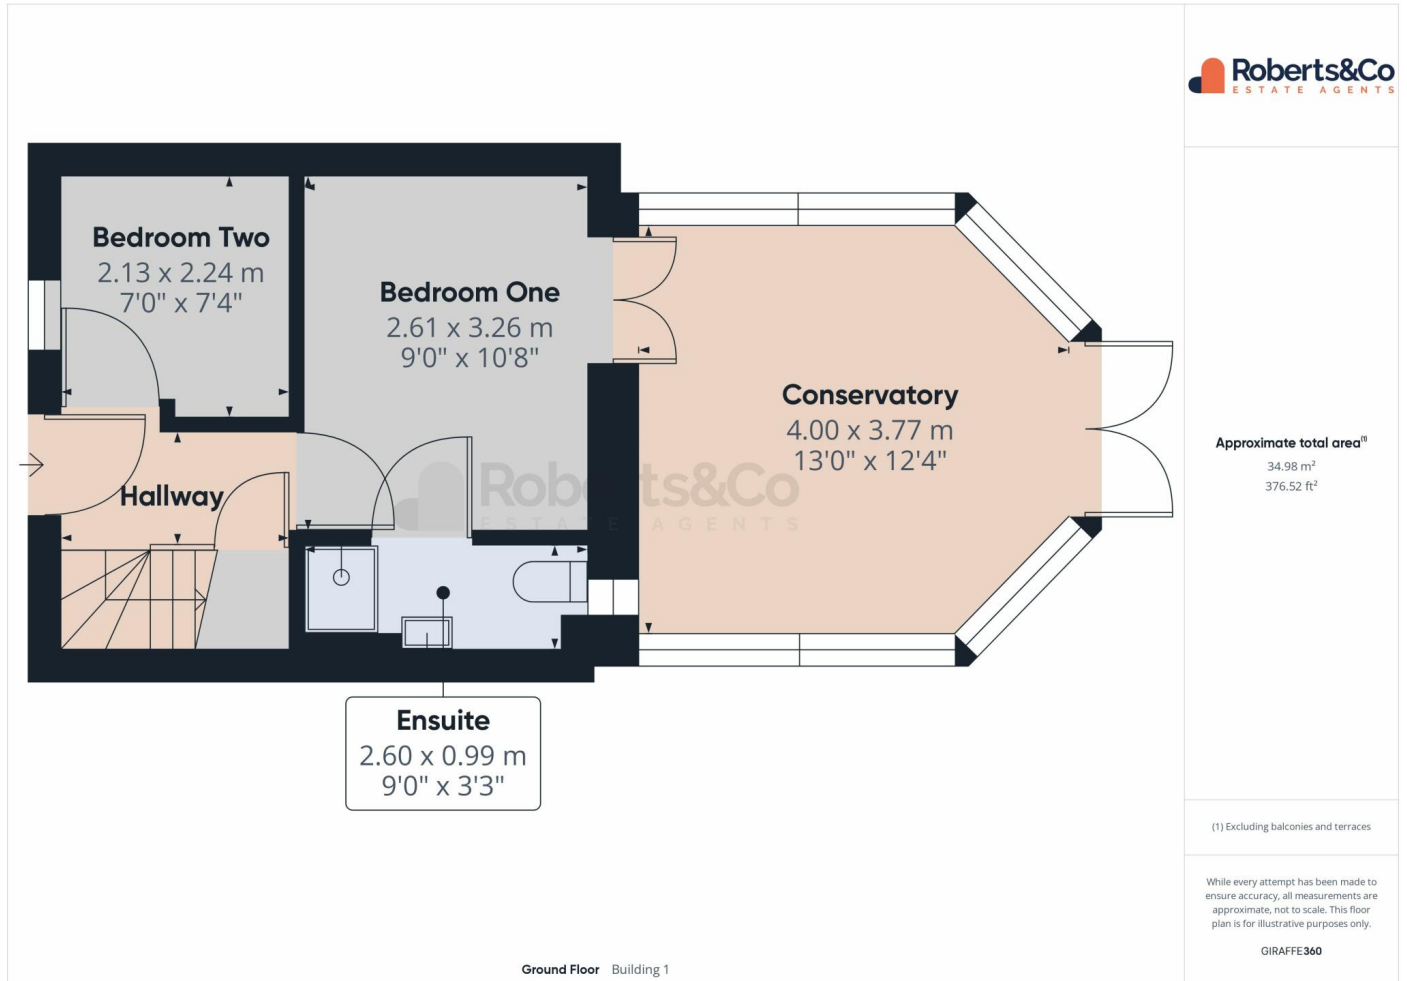 Roberts&Co
ESTATE AGENTS
Bedroom Two
2.13 x 2.24 m
7'0" x 7'4"
Bedroom One
2.61 x 3.26 m
9'0" x 10'8"
Conservatory
4.00 x 3.77 m
13'0" x 12'4"
Hallway
Roberts&Co
ESTATE AGENTS
Ensuite
2.60 x 0.99 m
9'0" x 3'3"
Approximate total area(1)
34.98 m²
376.52 ft²
(1) Excluding balconies and terraces
While every attempt has been made to
ensure accuracy, all measurements are
approximate, not to scale. This floor
plan is for illustrative purposes only.
GIRAFFE360
Ground Floor Building 1